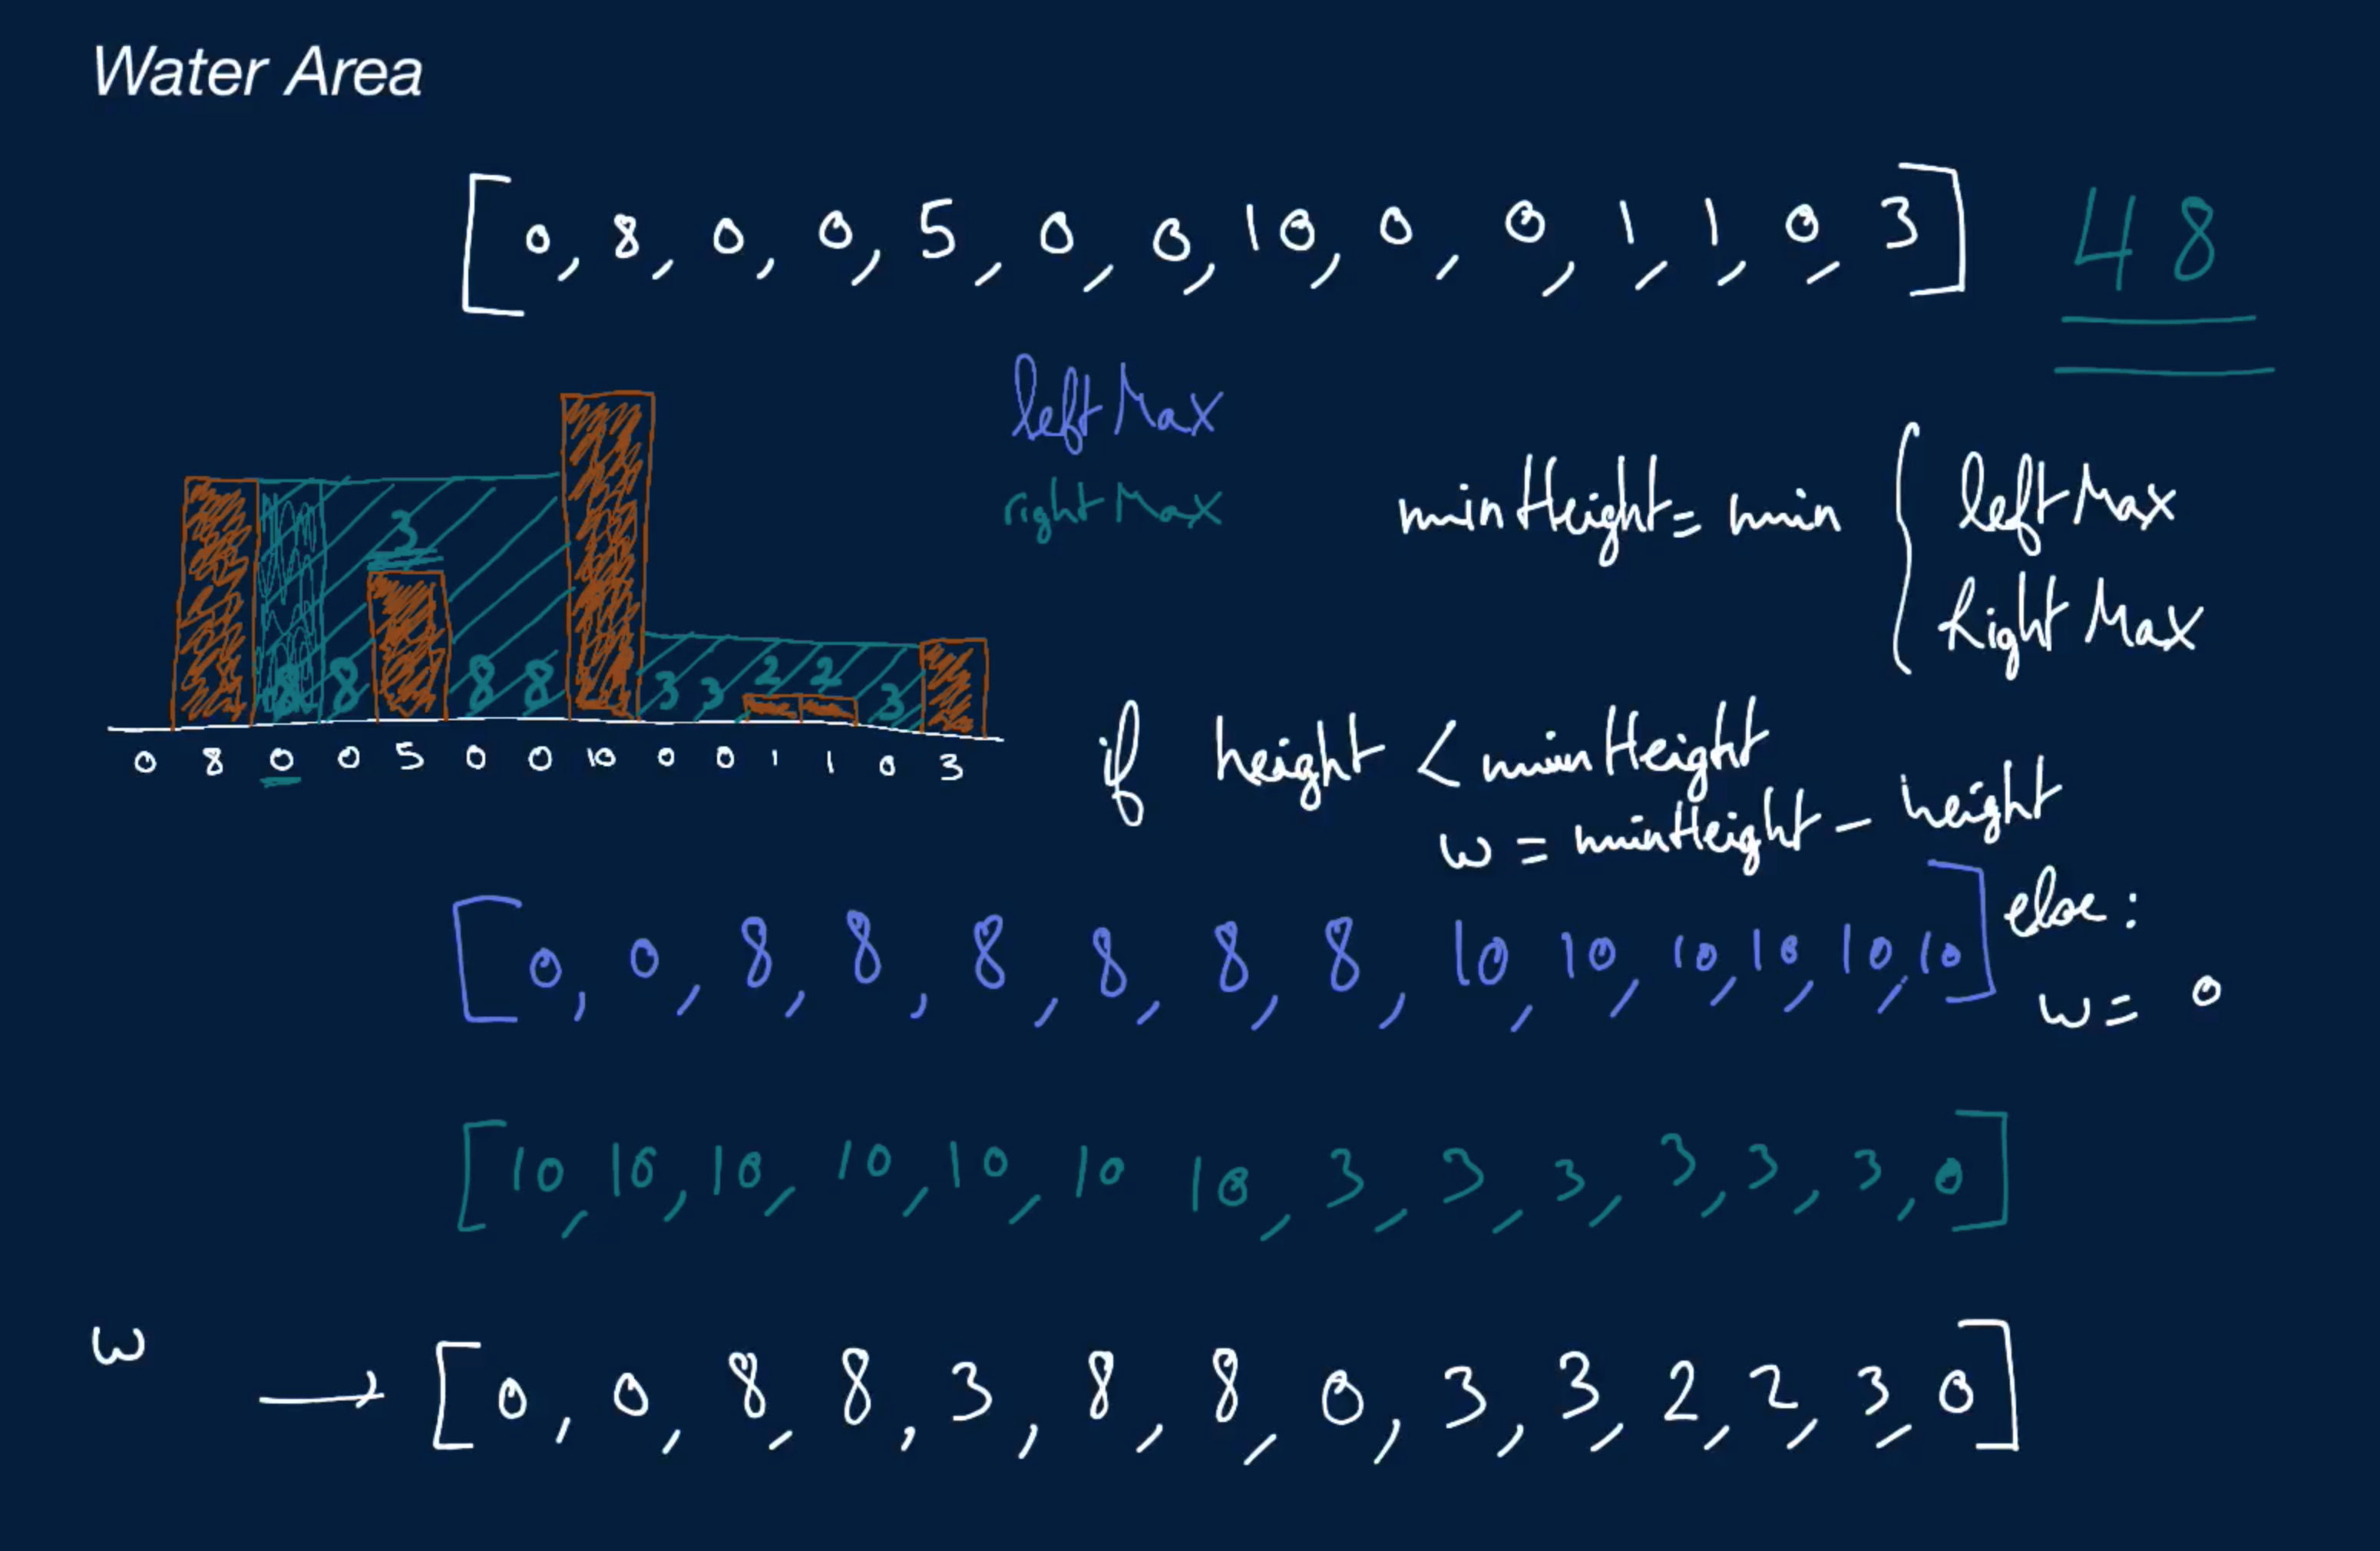 Water Area
[0, 8, 0, 0, 5, 0, 0, 10, 0, 0, 1, 1, 0, 3] 48
leftMax
rightMax
minHeight = min { leftMax
RightMax
3
8 8 8 8 3 3 2 2 3
0 8 0 0 5 0 0 10 0 0 1 1 0 3
if height < minHeight
w = minHeight - height
else:
w = 0
[0, 0, 8, 8, 8, 8, 8, 8, 10, 10, 10, 10, 10, 10]
[10, 10, 10, 10, 10, 10 10, 3, 3, 3, 3, 3, 3, 0]
w → [0, 0, 8, 8, 3, 8, 8, 0, 3, 3, 2, 2, 3, 0]